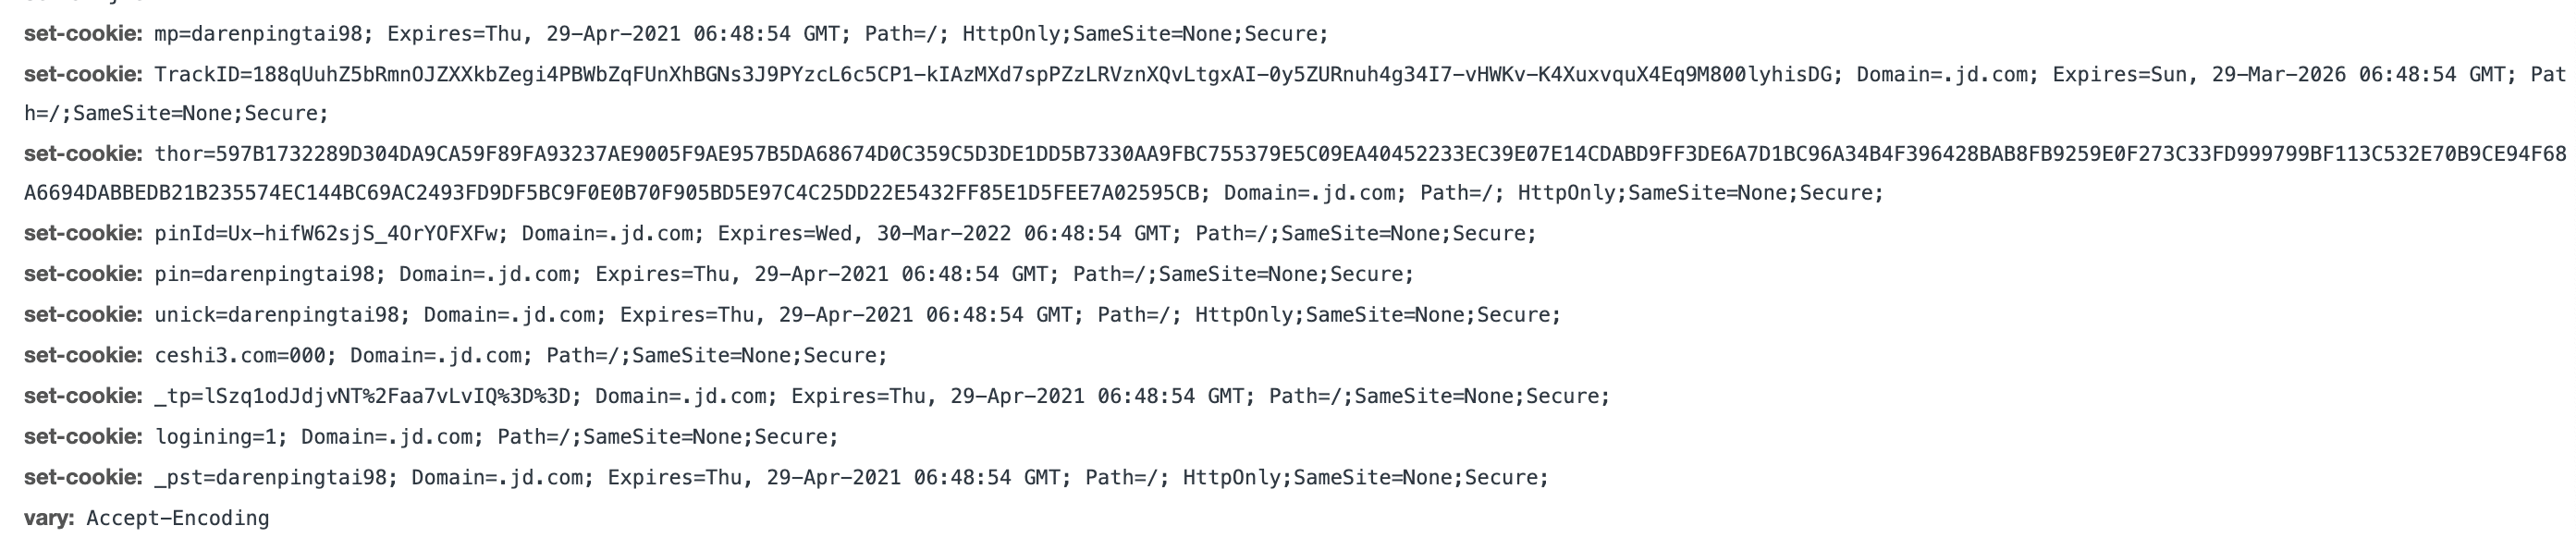 set-cookie: mp=darenpingtai98; Expires=Thu, 29-Apr-2021 06:48:54 GMT; Path=/; HttpOnly;SameSite=None;Secure;
set-cookie: TrackID=188qUuhZ5bRmnOJZXXkbZegi4PBWbZqFUnXhBGNs3J9PYzcL6c5CP1-kIAzMXd7spPZzLRVznXQvLtgxAI-0y5ZURnuh4g34I7-vHWKv-K4XuxvquX4Eq9M800lyhisDG; Domain=.jd.com; Expires=Sun, 29-Mar-2026 06:48:54 GMT; Pat
h=/;SameSite=None;Secure;
set-cookie: thor=597B1732289D304DA9CA59F89FA93237AE9005F9AE957B5DA68674D0C359C5D3DE1DD5B7330AA9FBC755379E5C09EA40452233EC39E07E14CDABD9FF3DE6A7D1BC96A34B4F396428BAB8FB9259E0F273C33FD999799BF113C532E70B9CE94F68
A6694DABBEDB21B235574EC144BC69AC2493FD9DF5BC9F0E0B70F905BD5E97C4C25DD22E5432FF85E1D5FEE7A02595CB; Domain=.jd.com; Path=/; HttpOnly;SameSite=None;Secure;
set-cookie: pinId=Ux-hifW62sjS_4OrYOFXFw; Domain=.jd.com; Expires=Wed, 30-Mar-2022 06:48:54 GMT; Path=/;SameSite=None;Secure;
set-cookie: pin=darenpingtai98; Domain=.jd.com; Expires=Thu, 29-Apr-2021 06:48:54 GMT; Path=/;SameSite=None;Secure;
set-cookie: unick=darenpingtai98; Domain=.jd.com; Expires=Thu, 29-Apr-2021 06:48:54 GMT; Path=/; HttpOnly;SameSite=None;Secure;
set-cookie: ceshi3.com=000; Domain=.jd.com; Path=/;SameSite=None;Secure;
set-cookie: _tp=lSzq1odJdjvNT%2Faa7vLvIQ%3D%3D; Domain=.jd.com; Expires=Thu, 29-Apr-2021 06:48:54 GMT; Path=/;SameSite=None;Secure;
set-cookie: logining=1; Domain=.jd.com; Path=/;SameSite=None;Secure;
set-cookie: _pst=darenpingtai98; Domain=.jd.com; Expires=Thu, 29-Apr-2021 06:48:54 GMT; Path=/; HttpOnly;SameSite=None;Secure;
vary: Accept-Encoding